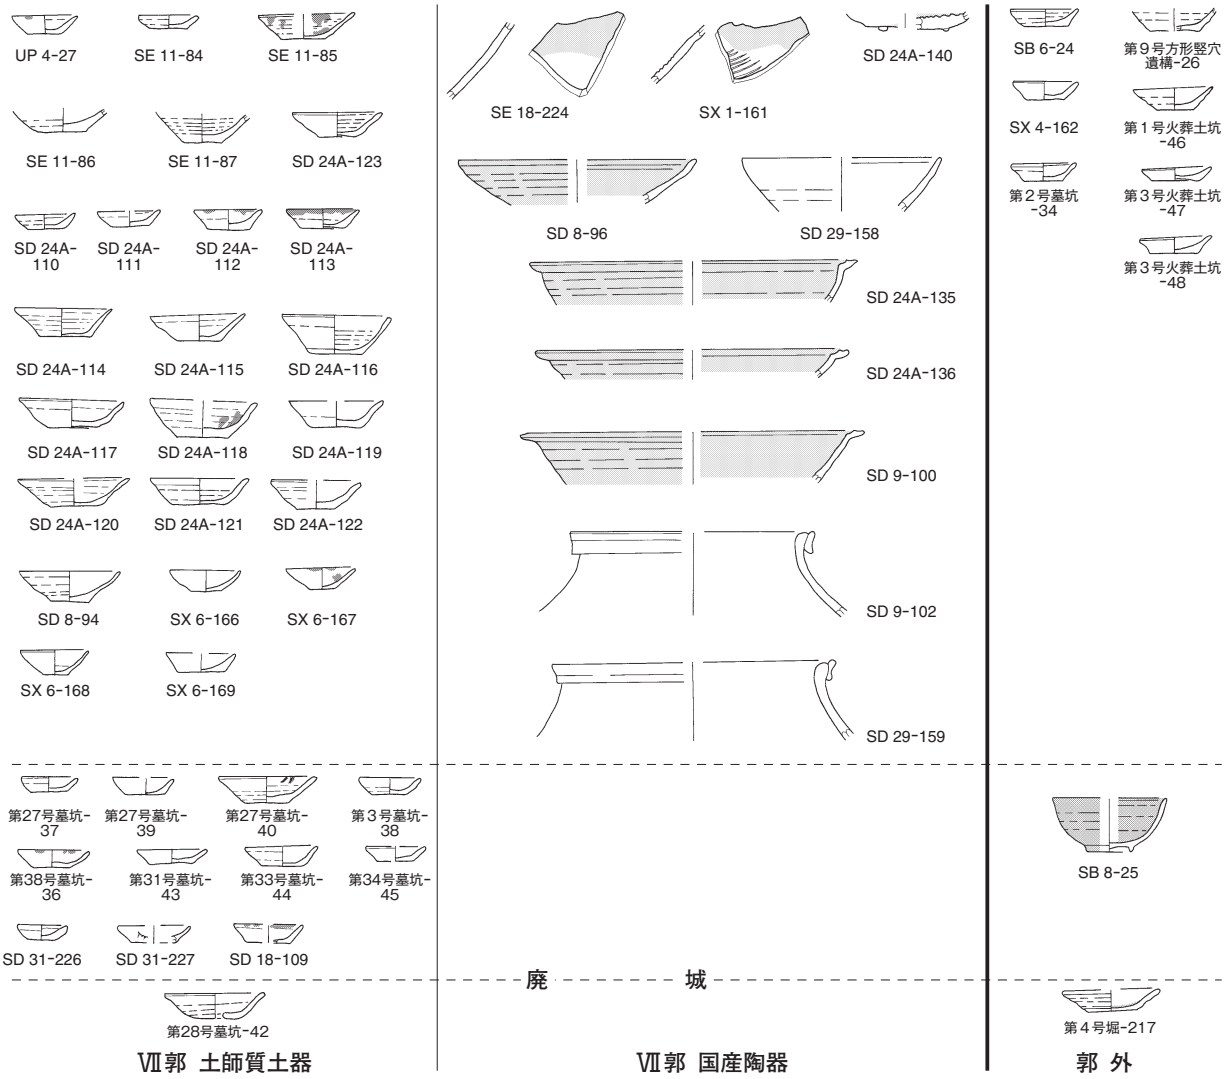 UP 4-27
SE 11-84
SE 11-85
SE 11-86
SE 11-87
SD 24A-123
SD 24A-
110
SD 24A-
111
SD 24A-
112
SD 24A-
113
SD 24A-114
SD 24A-115
SD 24A-116
SD 24A-117
SD 24A-118
SD 24A-119
SD 24A-120
SD 24A-121
SD 24A-122
SD 8-94
SX 6-166
SX 6-167
SX 6-168
SX 6-169
第27号墓坑-
37
第27号墓坑-
39
第27号墓坑-
40
第3号墓坑-
38
第38号墓坑-
36
第31号墓坑-
43
第33号墓坑-
44
第34号墓坑-
45
SD 31-226
SD 31-227
SD 18-109
第28号墓坑-42
Ⅶ郭 土師質土器
SE 18-224
SX 1-161
SD 24A-140
SD 8-96
SD 29-158
SD 24A-135
SD 24A-136
SD 9-100
SD 9-102
SD 29-159
廃 城
Ⅶ郭 国産陶器
SB 6-24
第9号方形竪穴
遺構-26
SX 4-162
第1号火葬土坑
-46
第2号墓坑
-34
第3号火葬土坑
-47
第3号火葬土坑
-48
SB 8-25
第4号堀-217
郭 外